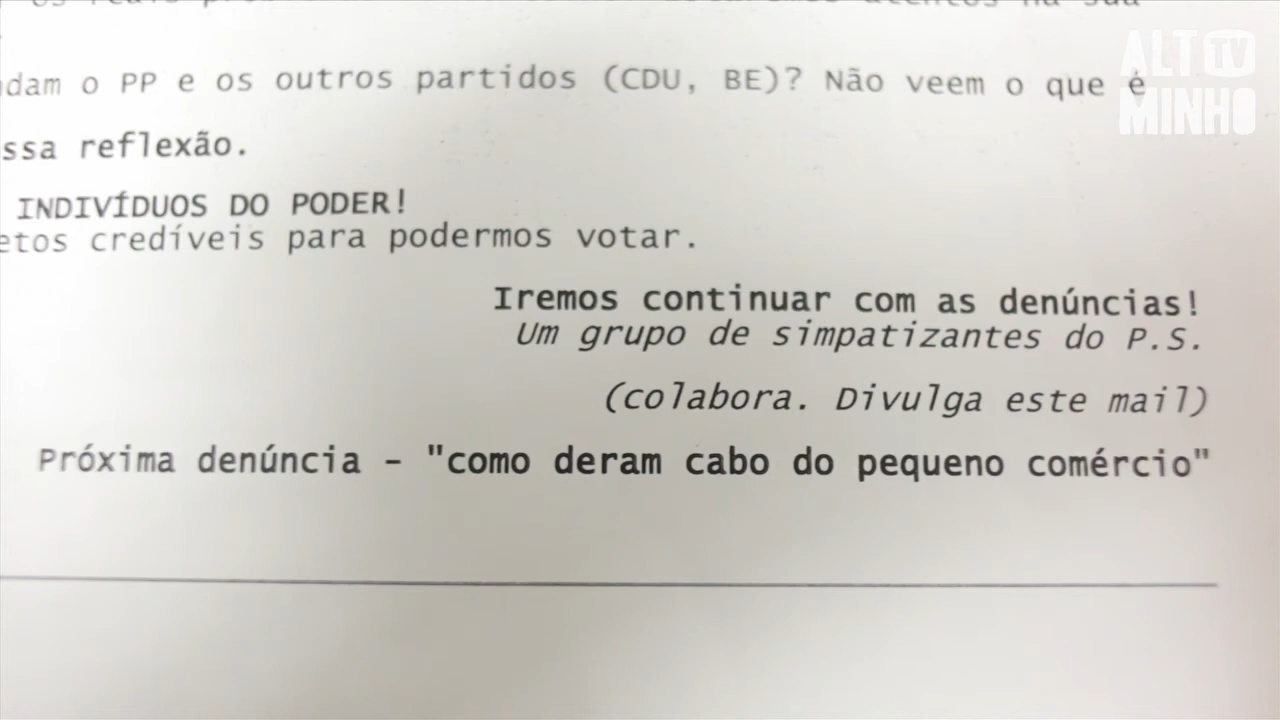 ALTO TV
MINHO
dam o PP e os outros partidos (CDU, BE)? Não veem o que é
ssa reflexão.
INDIVÍDUOS DO PODER!
etos credíveis para podermos votar.
Iremos continuar com as denúncias!
Um grupo de simpatizantes do P.S.
(colabora. Divulga este mail)
Próxima denúncia - "como deram cabo do pequeno comércio"